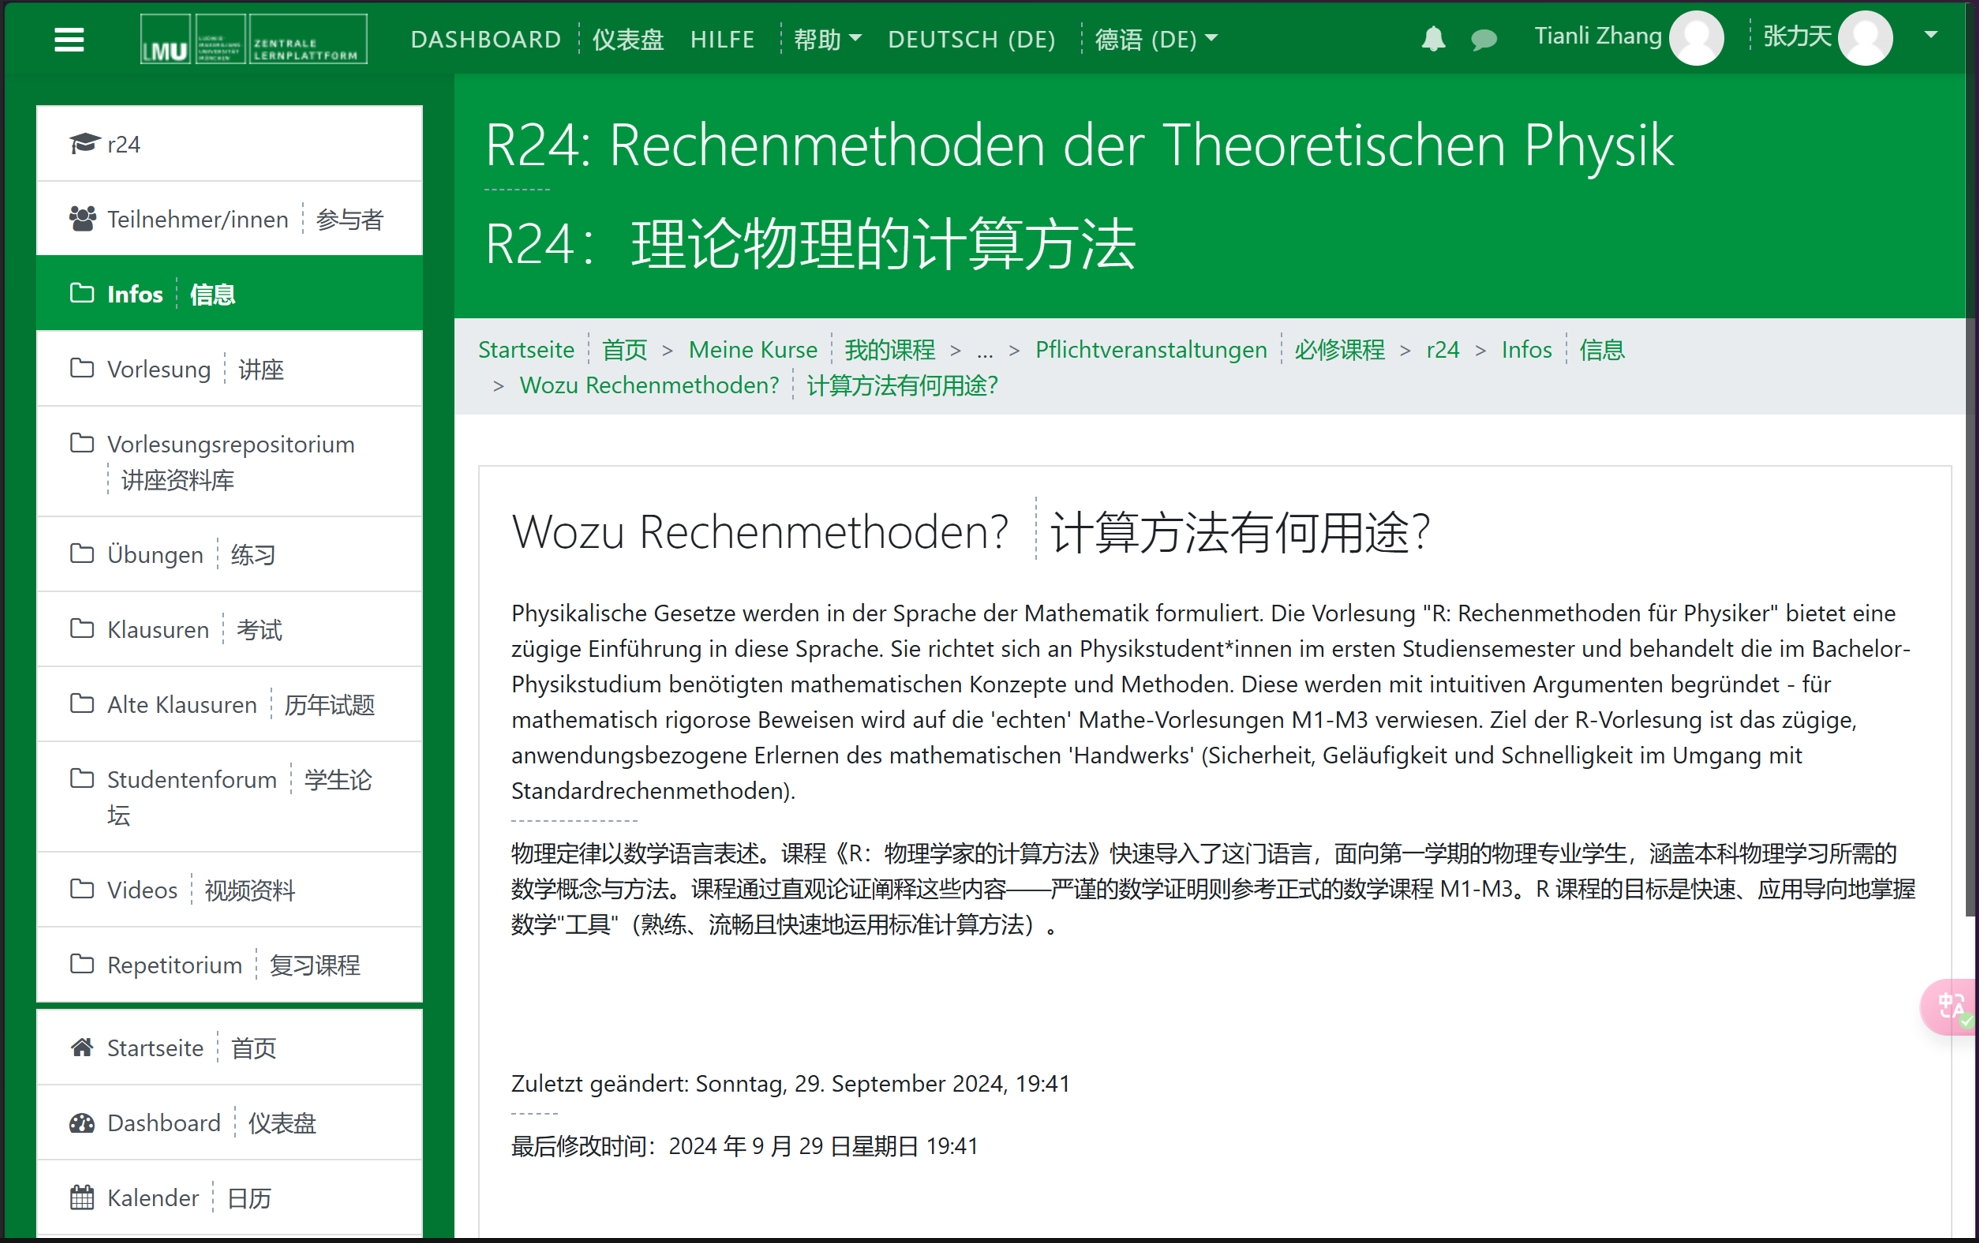 LMU LUDWIG-MAXIMILIANS-UNIVERSITÄT MÜNCHEN ZENTRALE LERNPLATTFORM
DASHBOARD 仪表盘 HILFE 帮助 DEUTSCH (DE) 德语 (DE) Tianli Zhang 张力天
r24
Teilnehmer/innen 参与者
Infos 信息
Vorlesung 讲座
Vorlesungsrepositorium
讲座资料库
Übungen 练习
Klausuren 考试
Alte Klausuren 历年试题
Studentenforum 学生论
坛
Videos 视频资料
Repetitorium 复习课程
Startseite 首页
Dashboard 仪表盘
Kalender 日历
R24: Rechenmethoden der Theoretischen Physik
R24：理论物理的计算方法
Startseite 首页 > Meine Kurse 我的课程 > ... > Pflichtveranstaltungen 必修课程 > r24 > Infos 信息
> Wozu Rechenmethoden? 计算方法有何用途？
Wozu Rechenmethoden? 计算方法有何用途？
Physikalische Gesetze werden in der Sprache der Mathematik formuliert. Die Vorlesung "R: Rechenmethoden für Physiker" bietet eine
zügige Einführung in diese Sprache. Sie richtet sich an Physikstudent*innen im ersten Studiensemester und behandelt die im Bachelor-
Physikstudium benötigten mathematischen Konzepte und Methoden. Diese werden mit intuitiven Argumenten begründet - für
mathematisch rigorose Beweisen wird auf die 'echten' Mathe-Vorlesungen M1-M3 verwiesen. Ziel der R-Vorlesung ist das zügige,
anwendungsbezogene Erlernen des mathematischen 'Handwerks' (Sicherheit, Geläufigkeit und Schnelligkeit im Umgang mit
Standardrechenmethoden).
物理定律以数学语言表述。课程《R：物理学家的计算方法》快速导入了这门语言，面向第一学期的物理专业学生，涵盖本科物理学习所需的
数学概念与方法。课程通过直观论证阐释这些内容——严谨的数学证明则参考正式的数学课程 M1-M3。R 课程的目标是快速、应用导向地掌握
数学"工具"（熟练、流畅且快速地运用标准计算方法）。
Zuletzt geändert: Sonntag, 29. September 2024, 19:41
最后修改时间：2024 年 9 月 29 日星期日 19:41